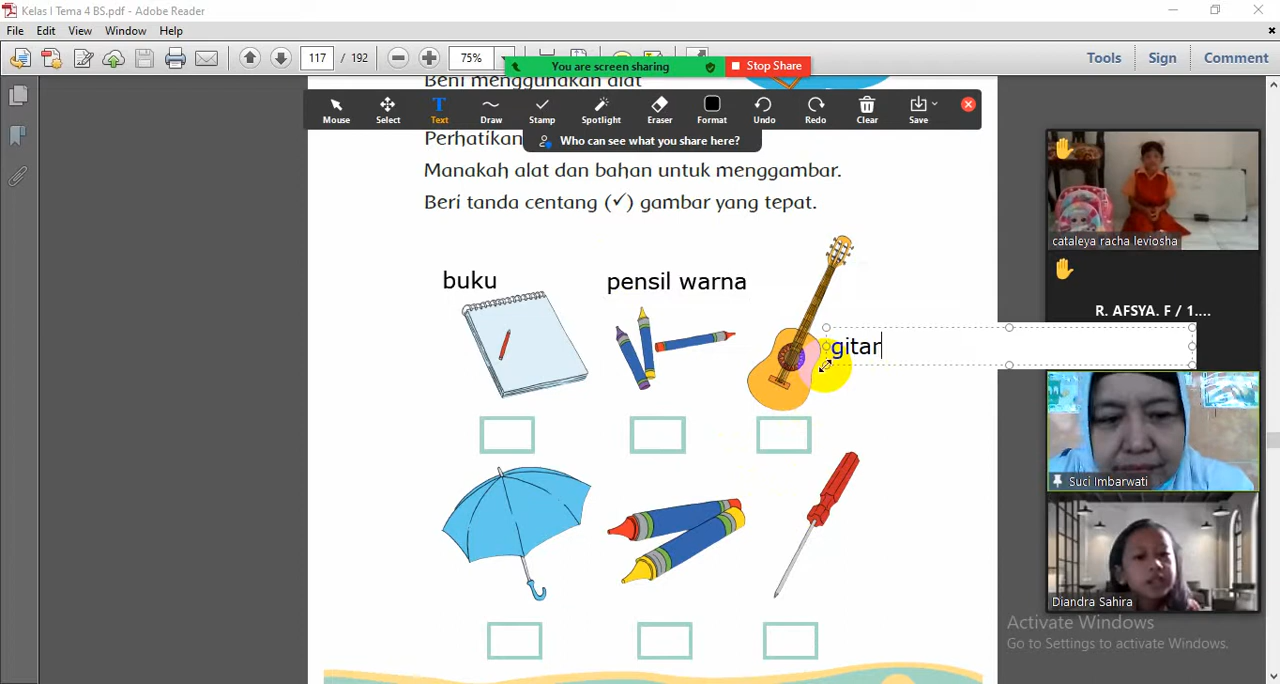 Kelas I Tema 4 BS.pdf - Adobe Reader
File Edit View Window Help
117 / 192
75%
Tools Sign Comment
You are screen sharing
Stop Share
Beni menggunakan alat
Mouse Select Text Draw Stamp Spotlight Eraser Format Undo Redo Clear Save
Who can see what you share here?
Perhatikan
Manakah alat dan bahan untuk menggambar.
Beri tanda centang (✓) gambar yang tepat.
buku
pensil warna
gitar
cataleya racha leviosha
R. AFSYA. F / 1....
Suci Imbarwati
Diandra Sahira
Activate Windows
Go to Settings to activate Windows.